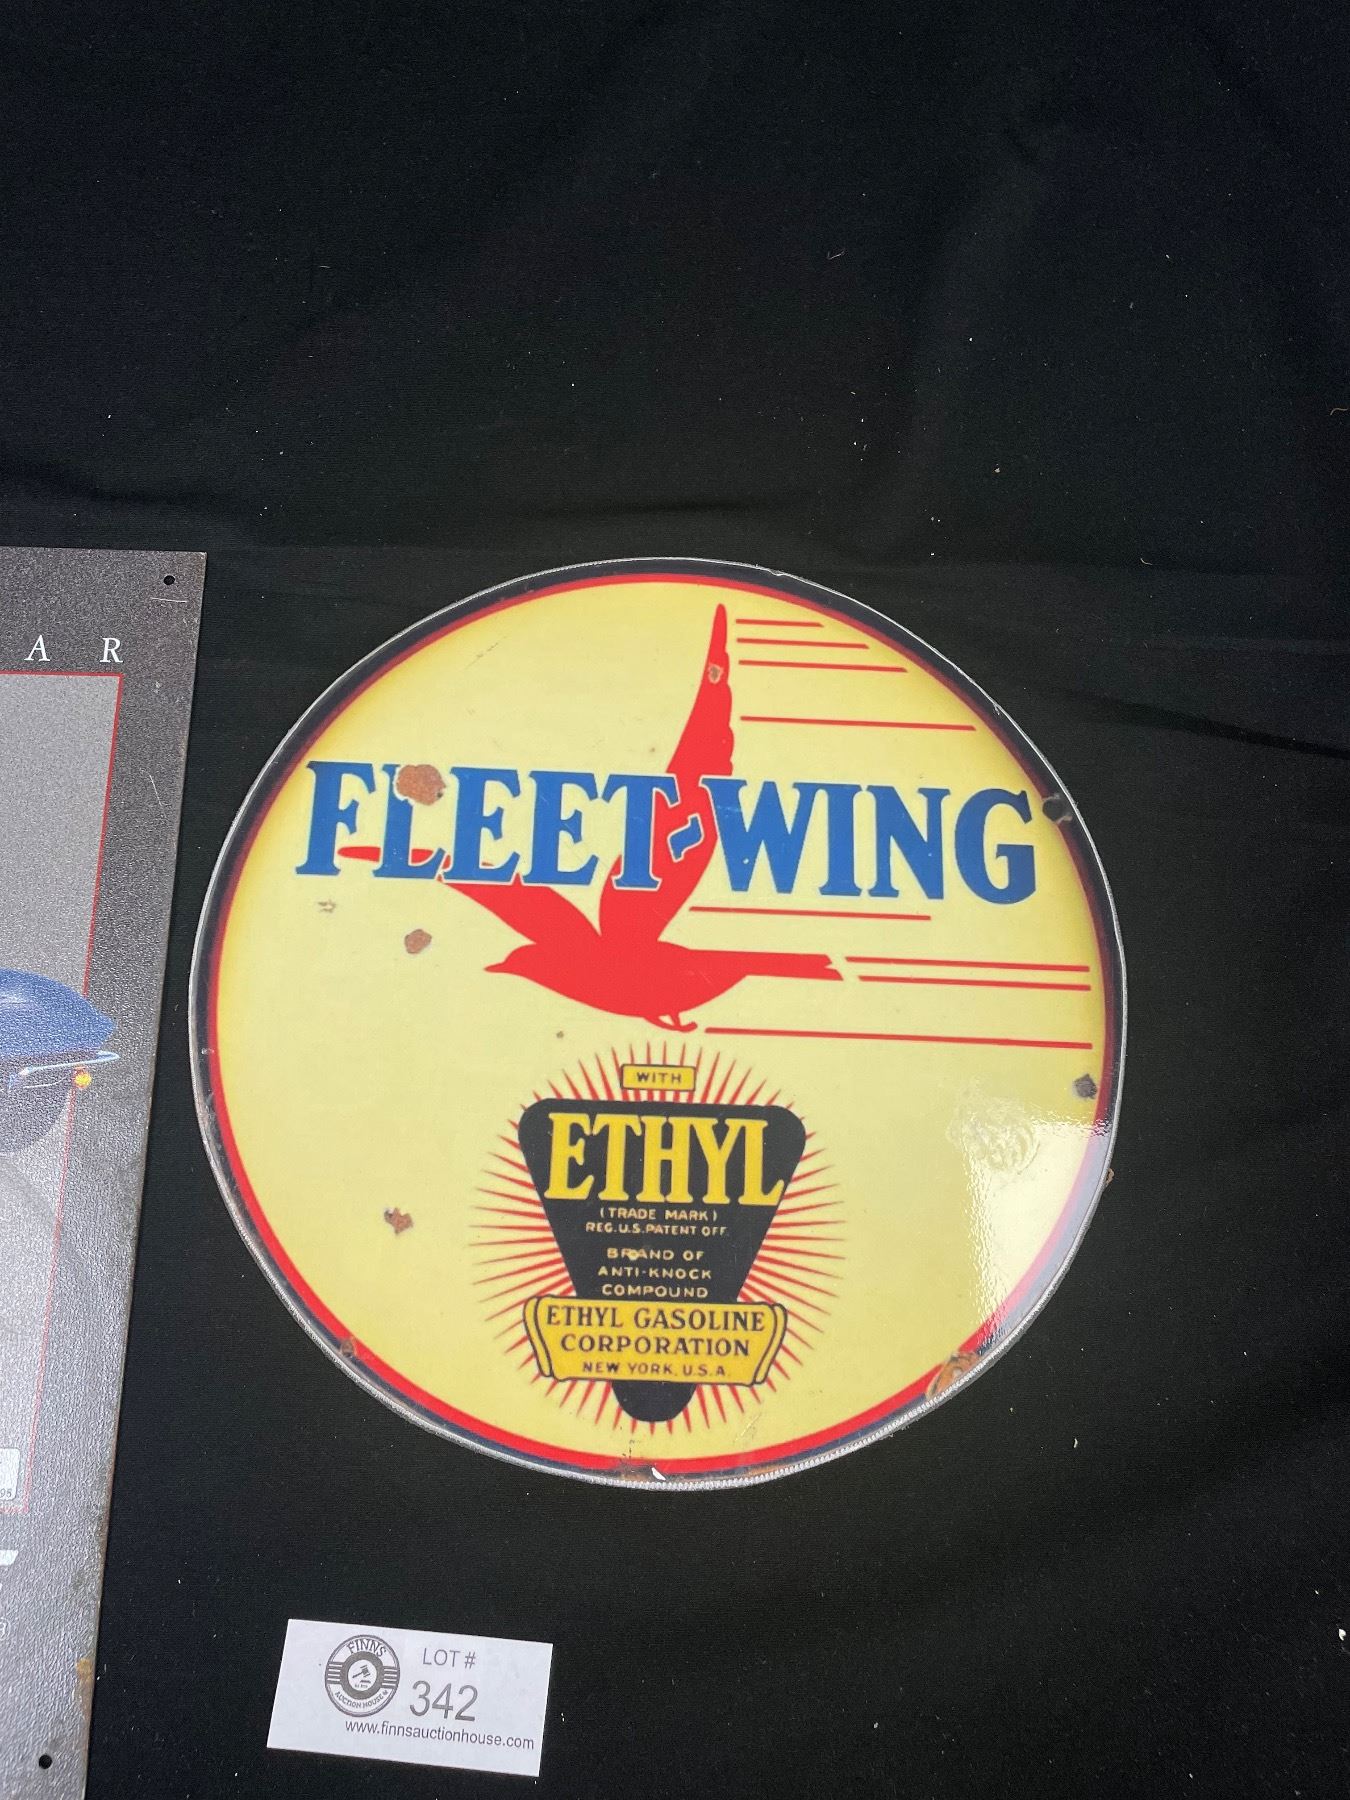 A R
FLEET-WING
WITH
ETHYL
(TRADE MARK)
REG. U.S. PATENT OFF.
BRAND OF
ANTI-KNOCK
COMPOUND
ETHYL GASOLINE
CORPORATION
NEW YORK, U.S.A.
FINNS
AUCTION HOUSE
LOT #
342
www.finnsauctionhouse.com